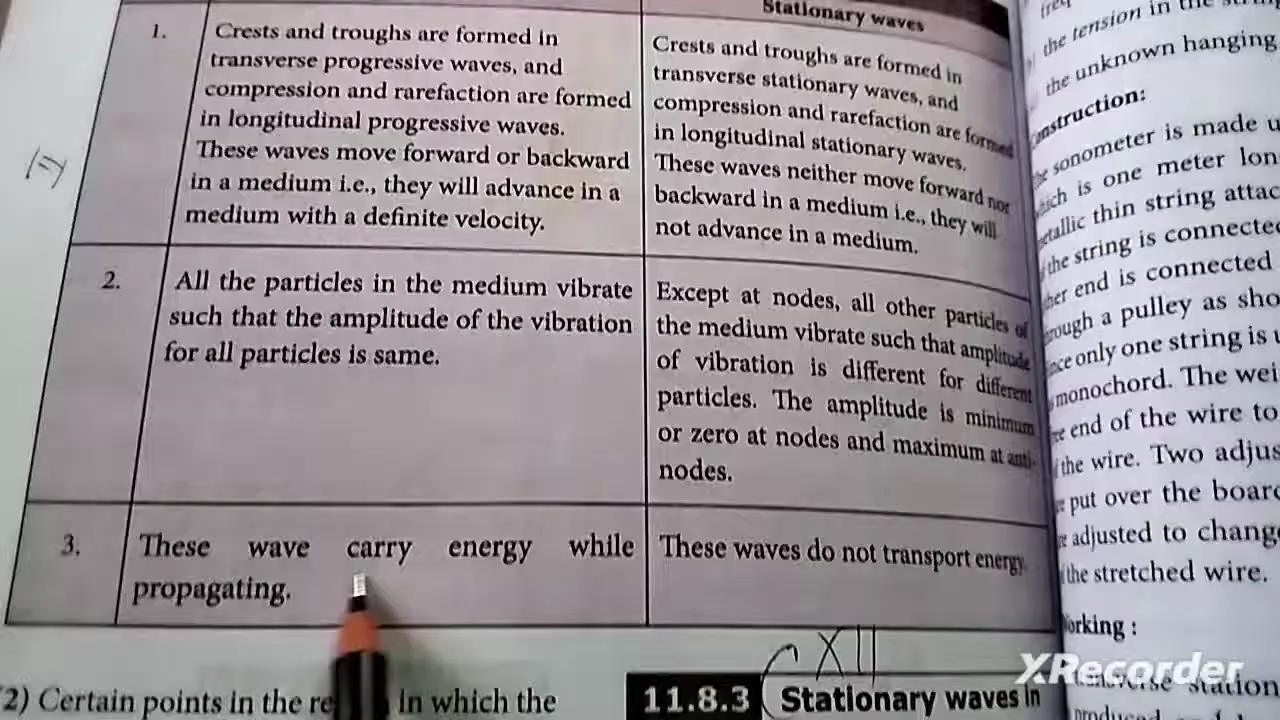 Stationary waves
1.
Crests and troughs are formed in
transverse progressive waves, and
compression and rarefaction are formed
in longitudinal progressive waves.
These waves move forward or backward
in a medium i.e., they will advance in a
medium with a definite velocity.
Crests and troughs are formed in
transverse stationary waves, and
compression and rarefaction are formed
in longitudinal stationary waves.
These waves neither move forward nor
backward in a medium i.e., they will
not advance in a medium.
2.
All the particles in the medium vibrate
such that the amplitude of the vibration
for all particles is same.
Except at nodes, all other particles of
the medium vibrate such that amplitude
of vibration is different for different
particles. The amplitude is minimum
or zero at nodes and maximum at anti-
nodes.
3.
These wave carry energy while
propagating.
These waves do not transport energy.
2) Certain points in the in which the
CXII
11.8.3 Stationary waves in
the tension in the
the unknown hanging
sonometer is made
is one meter
thin string
the string is
end is connected
a pulley as
only one string is
monochord. The
end of the wire to
the wire. Two
put over the
adjusted to
the stretched wire.
XRecorder